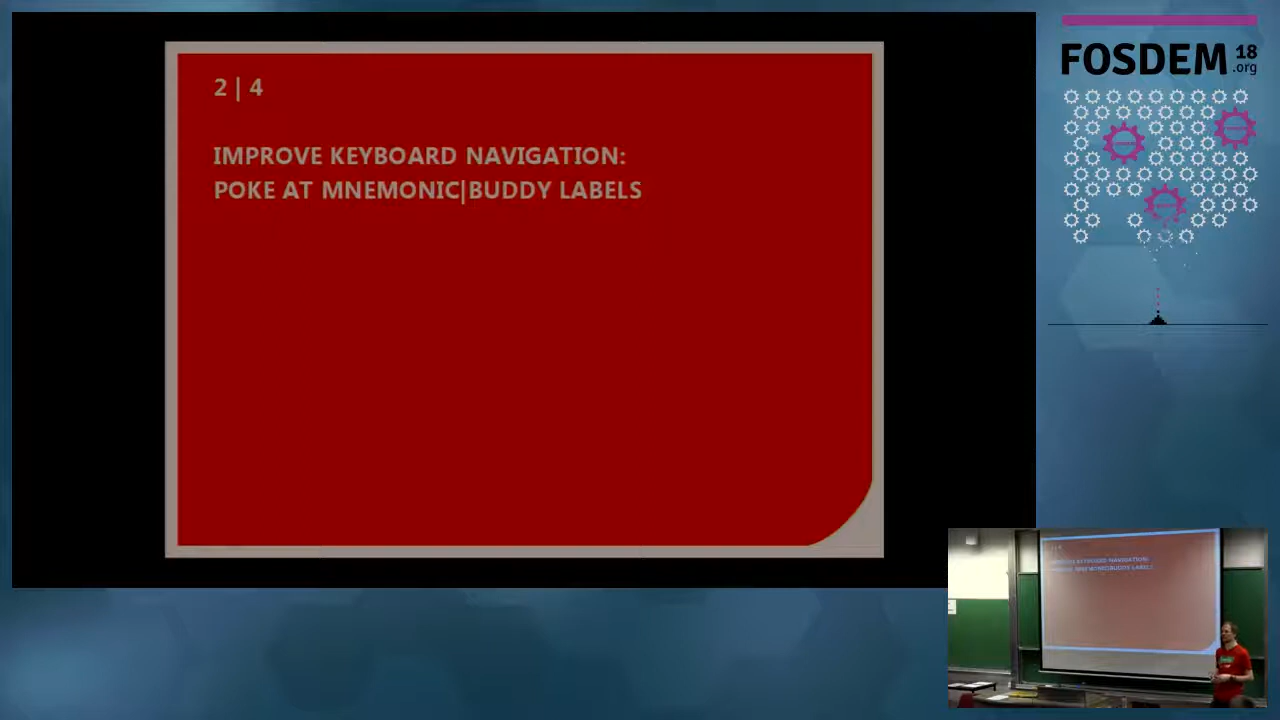 2 | 4
IMPROVE KEYBOARD NAVIGATION:
POKE AT MNEMONIC|BUDDY LABELS
FOSDEM 18
.org